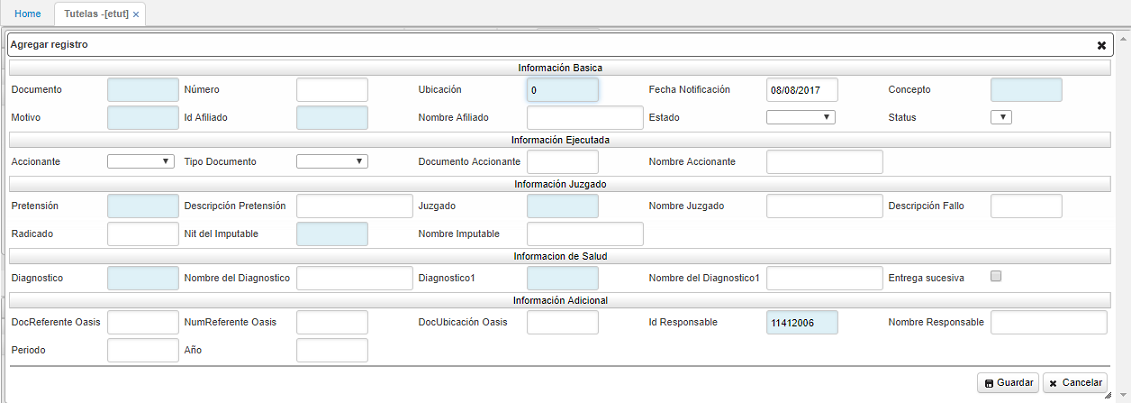 Home Tutelas -[etut] ×
Agregar registro
Información Basica
Documento Número Ubicación 0 Fecha Notificación 08/08/2017 Concepto
Motivo Id Afiliado Nombre Afiliado Estado Status
Información Ejecutada
Accionante Tipo Documento Documento Accionante Nombre Accionante
Información Juzgado
Pretensión Descripción Pretensión Juzgado Nombre Juzgado Descripción Fallo
Radicado Nit del Imputable Nombre Imputable
Informacion de Salud
Diagnostico Nombre del Diagnostico Diagnostico1 Nombre del Diagnostico1 Entrega sucesiva
Información Adicional
DocReferente Oasis NumReferente Oasis DocUbicación Oasis Id Responsable 11412006 Nombre Responsable
Periodo Año
Guardar Cancelar